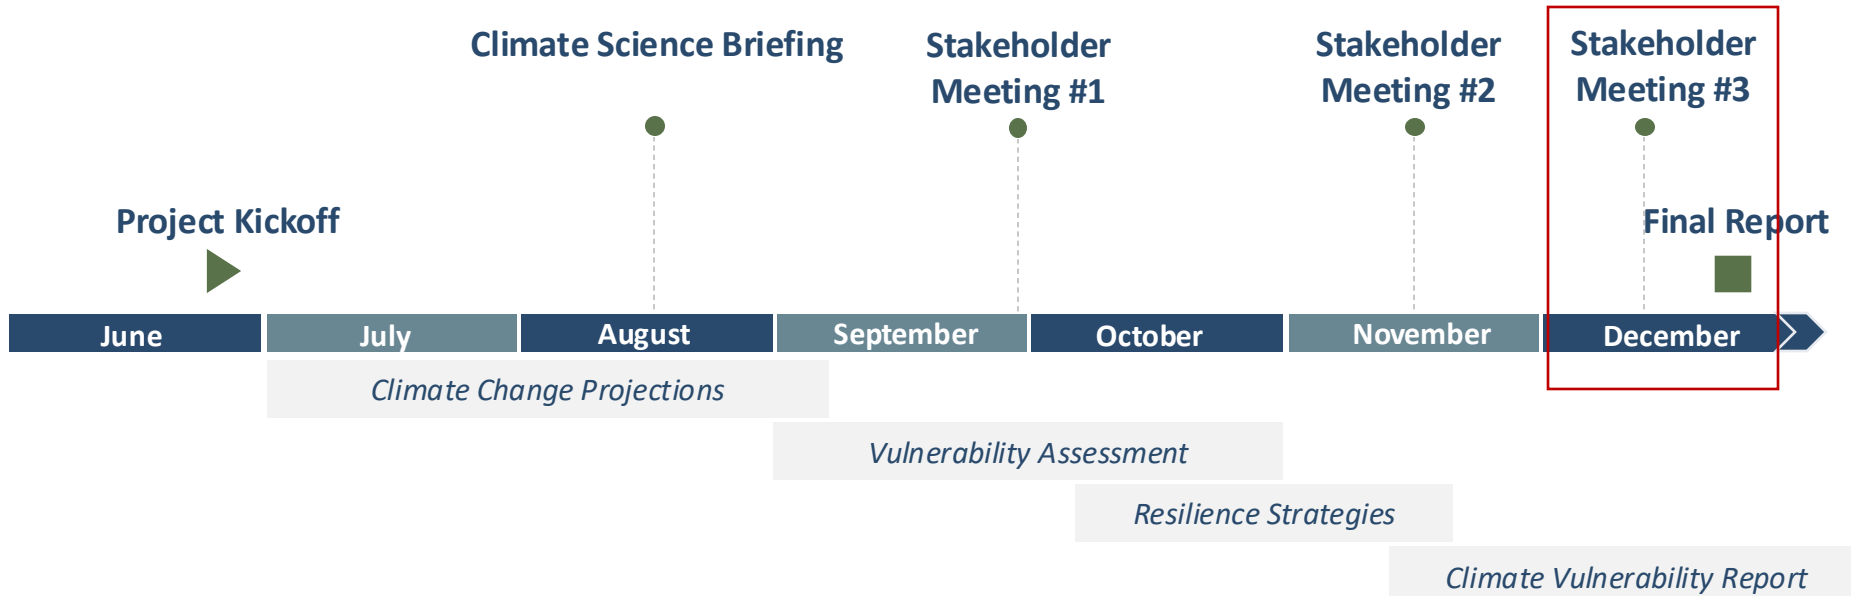 Climate Science Briefing
Stakeholder
Meeting #1
Stakeholder
Meeting #2
Stakeholder
Meeting #3
Project Kickoff
Final Report
June
July
August
September
October
November
December
Climate Change Projections
Vulnerability Assessment
Resilience Strategies
Climate Vulnerability Report